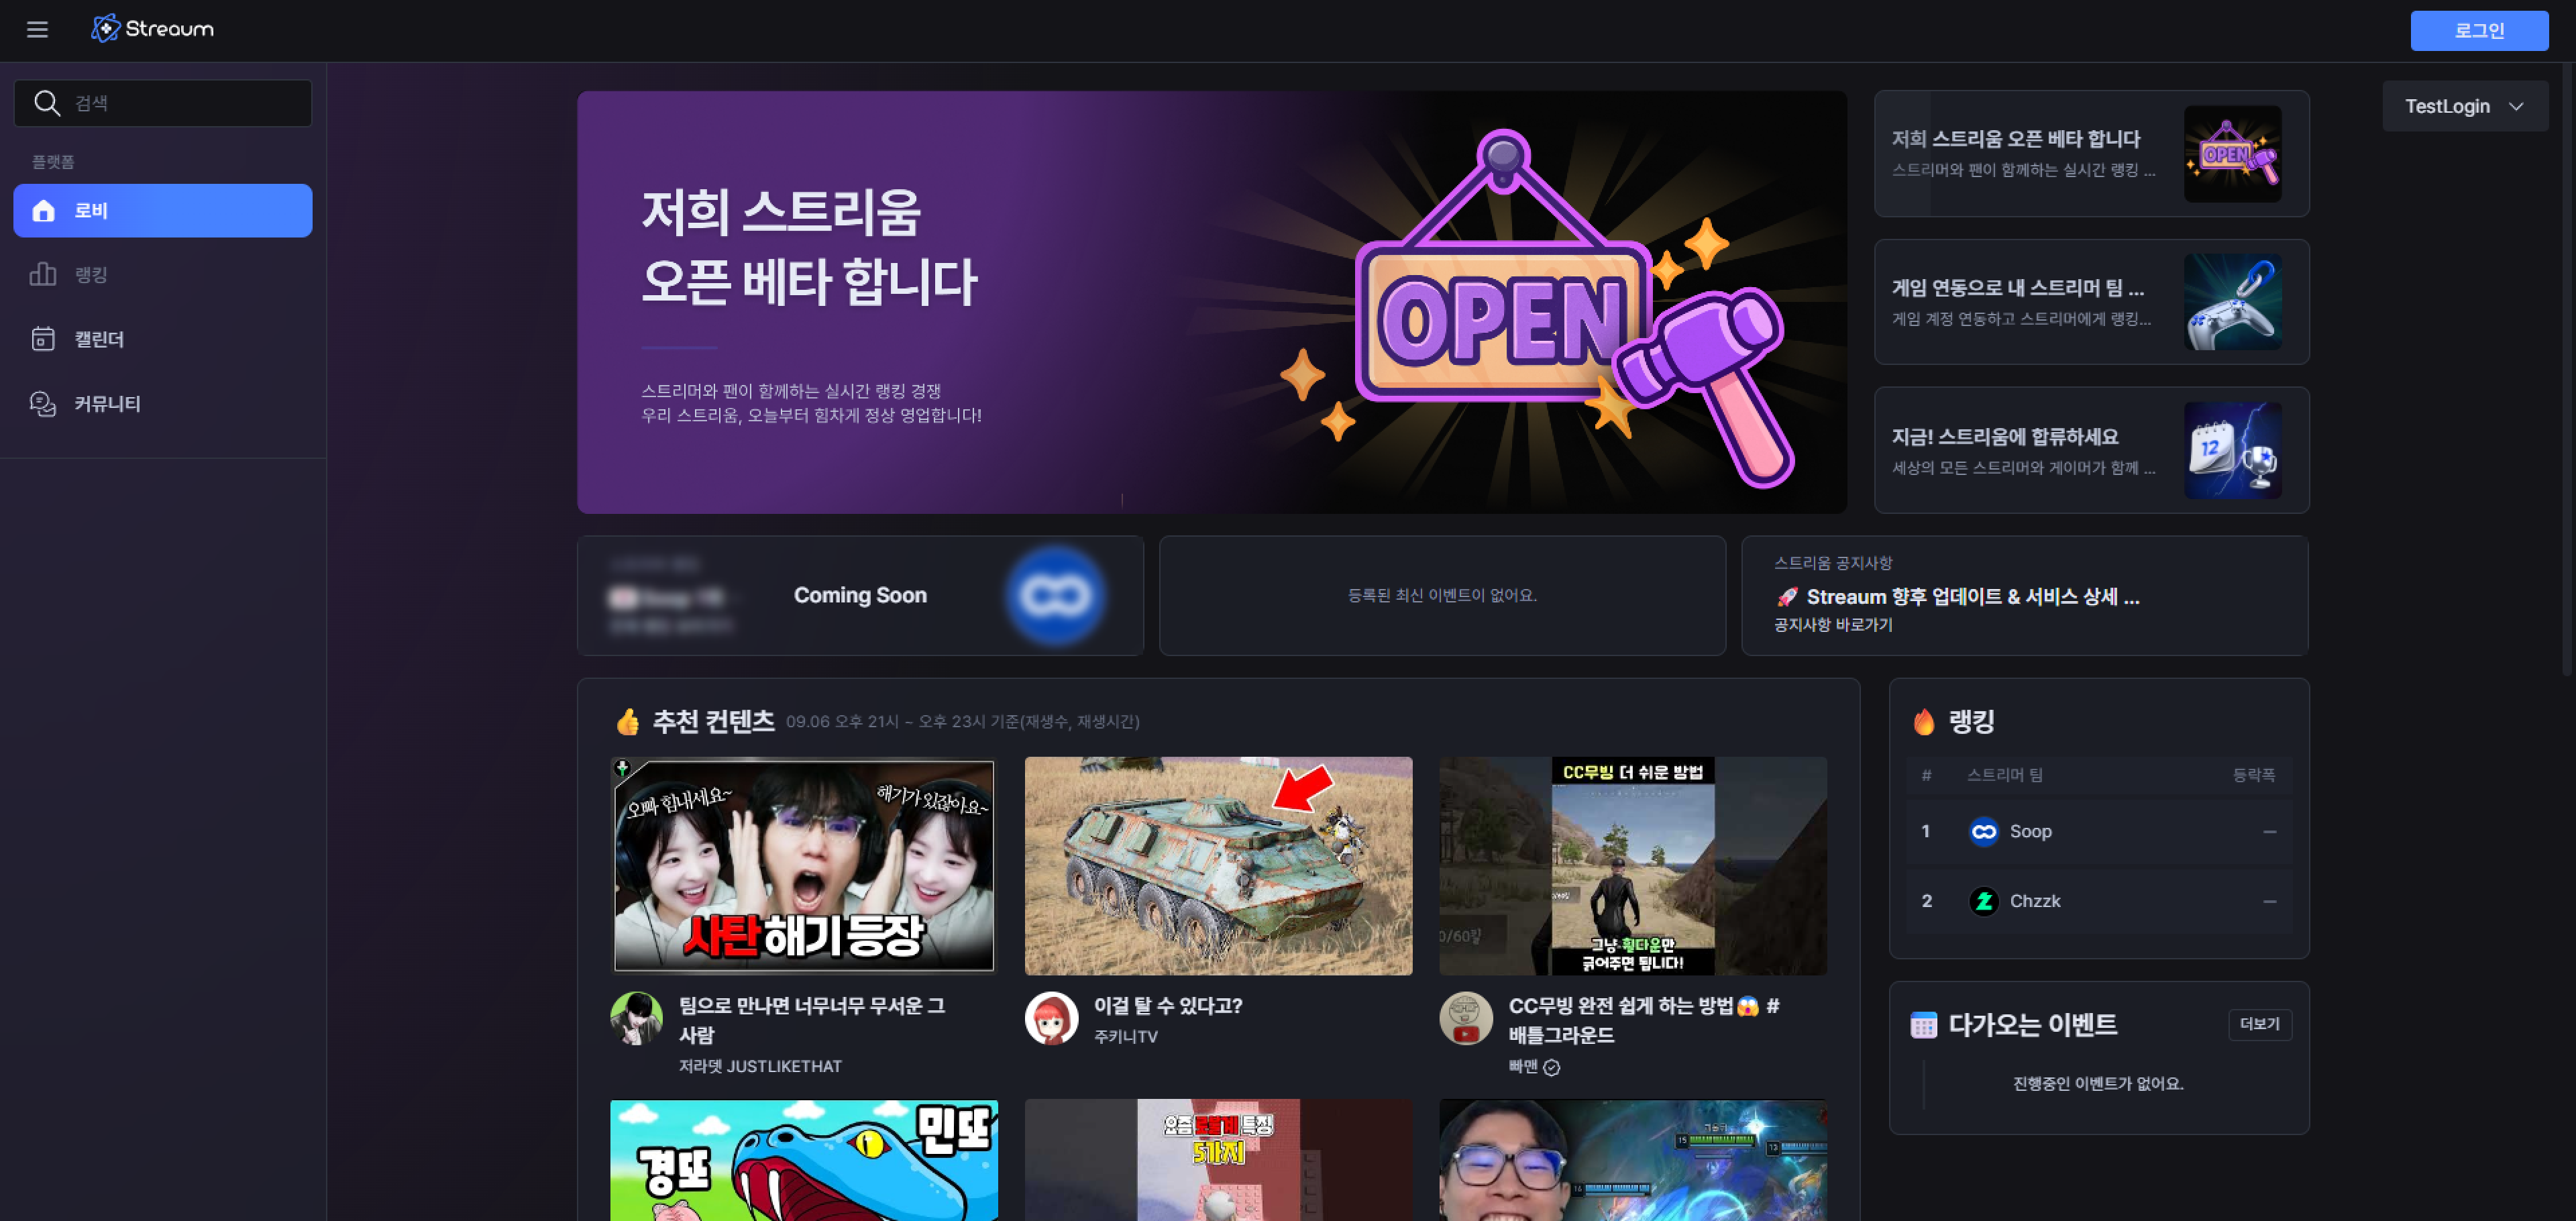 Streaum
로그인
검색
플랫폼
로비
랭킹
캘린더
커뮤니티
TestLogin
저희 스트리움
오픈 베타 합니다
스트리머와 팬이 함께하는 실시간 랭킹 경쟁
우리 스트리움, 오늘부터 힘차게 정상 영업합니다!
OPEN
저희 스트리움 오픈 베타 합니다
스트리머와 팬이 함께하는 실시간 랭킹 ...
OPEN
게임 연동으로 내 스트리머 팀 ...
게임 계정 연동하고 스트리머에게 랭킹...
지금! 스트리움에 합류하세요
세상의 모든 스트리머와 게이머가 함께 ...
12
Coming Soon
등록된 최신 이벤트가 없어요.
스트리움 공지사항
🚀 Streaum 향후 업데이트 & 서비스 상세 ...
공지사항 바로가기
👍 추천 컨텐츠 09.06 오후 21시 ~ 오후 23시 기준(재생수, 재생시간)
오빠 힘내세요~
해기가 있잖아요~
사탄 해기 등장
팀으로 만나면 너무너무 무서운 그
사람
저라뎃 JUSTLIKETHAT
이걸 탈 수 있다고?
주키니TV
CC무빙 더 쉬운 방법
0/60킬
그냥 휠다운만
긁어주면 됩니다!
CC무빙 완전 쉽게 하는 방법😱 #
배틀그라운드
빠맨
경또
민또
요즘 로블계 특징
5가지
15
13
16
🔥 랭킹
# 스트리머 팀 등락폭
1 Soop –
2 Chzzk –
다가오는 이벤트
더보기
진행중인 이벤트가 없어요.